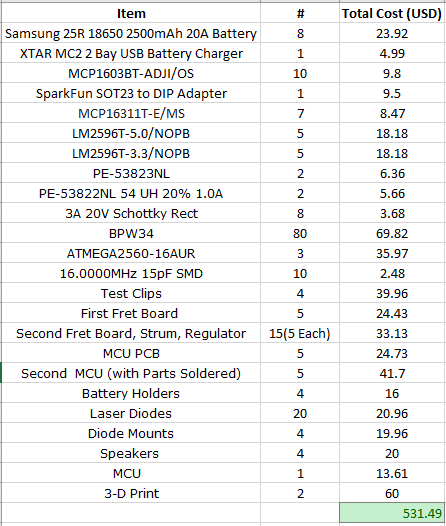 Item # Total Cost (USD)
Samsung 25R 18650 2500mAh 20A Battery 8 23.92
XTAR MC2 2 Bay USB Battery Charger 1 4.99
MCP1603BT-ADJI/OS 10 9.8
SparkFun SOT23 to DIP Adapter 1 9.5
MCP16311T-E/MS 7 8.47
LM2596T-5.0/NOPB 5 18.18
LM2596T-3.3/NOPB 5 18.18
PE-53823NL 2 6.36
PE-53822NL 54 UH 20% 1.0A 2 5.66
3A 20V Schottky Rect 8 3.68
BPW34 80 69.82
ATMEGA2560-16AUR 3 35.97
16.0000MHz 15pF SMD 10 2.48
Test Clips 4 39.96
First Fret Board 5 24.43
Second Fret Board, Strum, Regulator 15(5 Each) 33.13
MCU PCB 5 24.73
Second MCU (with Parts Soldered) 5 41.7
Battery Holders 4 16
Laser Diodes 20 20.96
Diode Mounts 4 19.96
Speakers 4 20
MCU 1 13.61
3-D Print 2 60
531.49